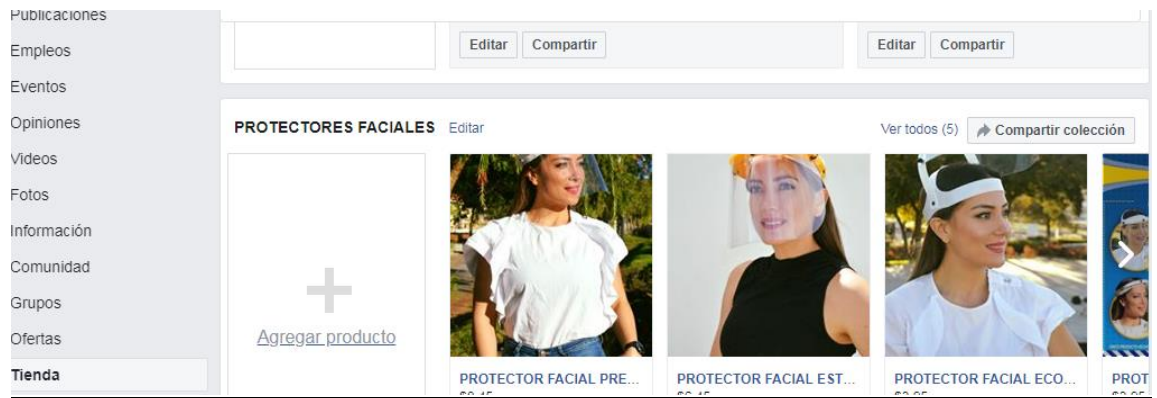 Publicaciones
Empleos
Eventos
Opiniones
Videos
Fotos
Información
Comunidad
Grupos
Ofertas
Tienda
Editar Compartir
Editar Compartir
PROTECTORES FACIALES Editar
Ver todos (5) Compartir colección
Agregar producto
PROTECTOR FACIAL PRE...
PROTECTOR FACIAL EST...
PROTECTOR FACIAL ECO...
PROT